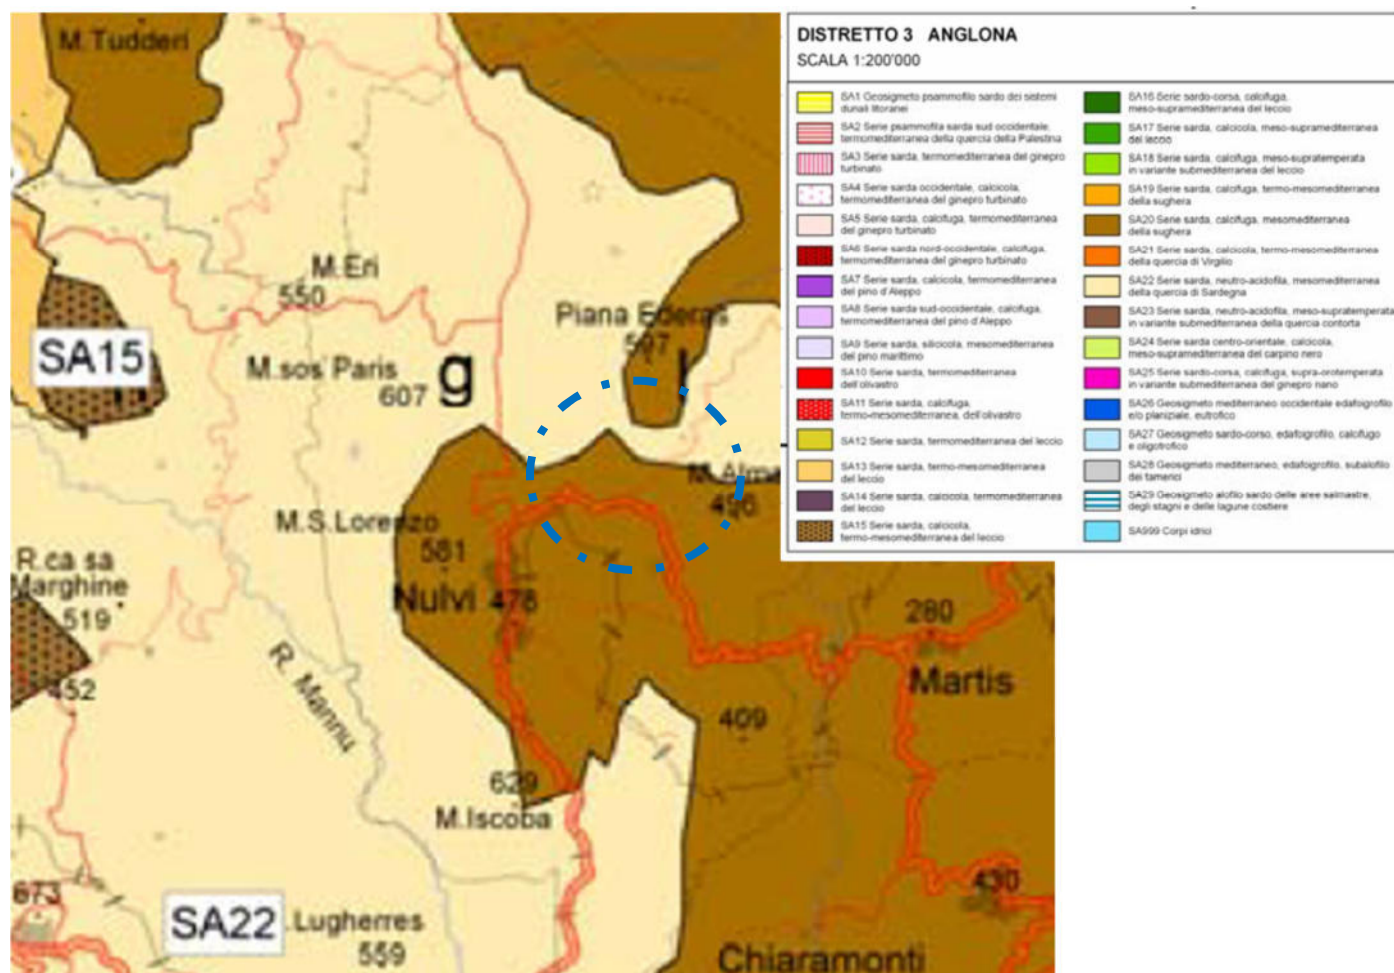 M. Tudderi
M.Eri
550
Piana Ederas
597
SA15
M.sos Paris
607
g
M.Alma
456
M.S.Lorenzo
581
R.ca sa
Marghine
519
Nulvi 478
280
Martis
452
R. Mannu
409
629
M.Iscoba
673
SA22
.Lugherres
559
430
Chiaramonti
DISTRETTO 3 ANGLONA
SCALA 1:200'000
SA1 Geosigmeto psammofilo sardo dei sistemi
dunali litoranei
SA2 Serie psammofila sarda sud occidentale,
termomediterranea della quercia della Palestina
SA3 Serie sarda, termomediterranea del ginepro
turbinato
SA4 Serie sarda occidentale, calcicola,
termomediterranea del ginepro turbinato
SA5 Serie sarda, calcifuga, termomediterranea
del ginepro turbinato
SA6 Serie sarda nord-occidentale, calcifuga,
termomediterranea del ginepro turbinato
SA7 Serie sarda, calcicola, termomediterranea
del pino d'Aleppo
SA8 Serie sarda sud-occidentale, calcifuga,
termomediterranea del pino d'Aleppo
SA9 Serie sarda, silicicola, mesomediterranea
del pino marittimo
SA10 Serie sarda, termomediterranea
dell'olivastro
SA11 Serie sarda, calcifuga,
termo-mesomediterranea, dell'olivastro
SA12 Serie sarda, termomediterranea del leccio
SA13 Serie sarda, termo-mesomediterranea
del leccio
SA14 Serie sarda, calcicola, termomediterranea
del leccio
SA15 Serie sarda, calcicola,
termo-mesomediterranea del leccio
SA16 Serie sardo-corsa, calcifuga,
meso-supramediterranea del leccio
SA17 Serie sarda, calcicola, meso-supramediterranea
del leccio
SA18 Serie sarda, calcifuga, meso-supratemperata
in variante submediterranea del leccio
SA19 Serie sarda, calcifuga, termo-mesomediterranea
della sughera
SA20 Serie sarda, calcifuga, mesomediterranea
della sughera
SA21 Serie sarda, calcicola, termo-mesomediterranea
della quercia di Virgilio
SA22 Serie sarda, neutro-acidofila, mesomediterranea
della quercia di Sardegna
SA23 Serie sarda, neutro-acidofila, meso-supratemperata
in variante submediterranea della quercia contorta
SA24 Serie sarda centro-orientale, calcicola,
meso-supramediterranea del carpino nero
SA25 Serie sardo-corsa, calcifuga, supra-orotemperata
in variante submediterranea del ginepro nano
SA26 Geosigmeto mediterraneo occidentale edafoigrofilo
e/o planiziale, eutrofico
SA27 Geosigmeto sardo-corso, edafoigrofilo, calcifugo
e oligotrofico
SA28 Geosigmeto mediterraneo, edafoigrofilo, subalofilo
dei tamerici
SA29 Geosigmeto alofilo sardo delle aree salmastre,
degli stagni e delle lagune costiere
SA999 Corpi idrici